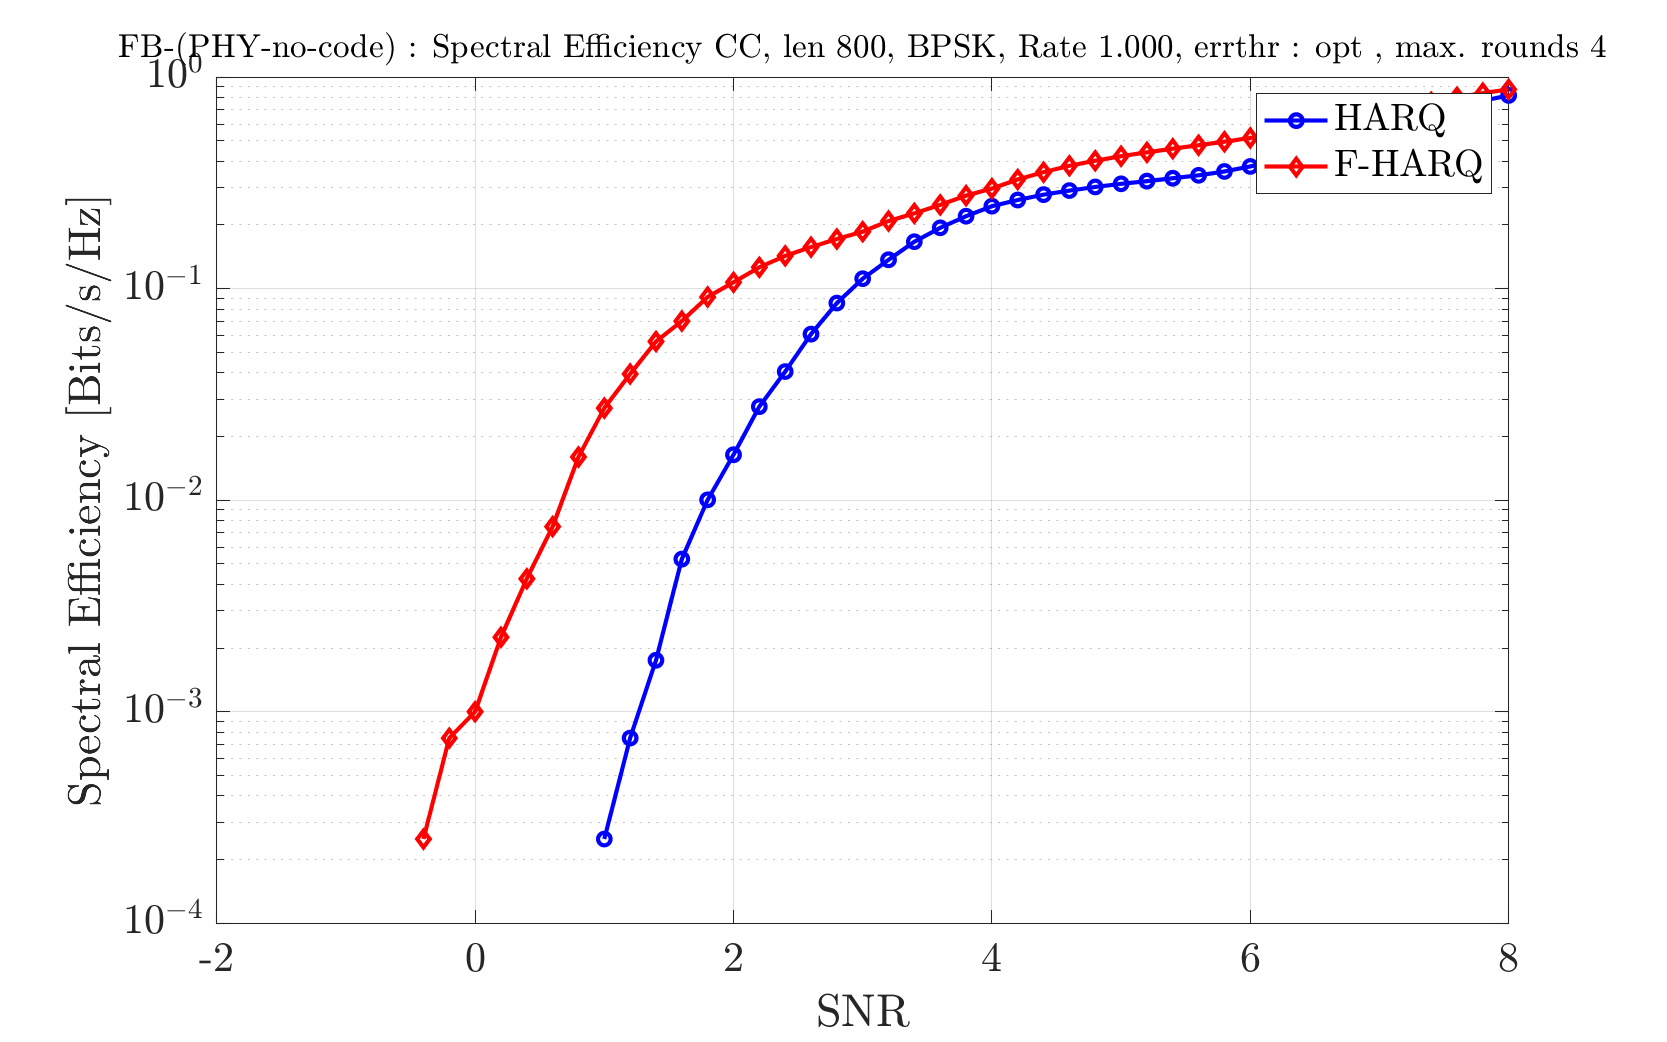 FB-(PHY-no-code) : Spectral Efficiency CC, len 800, BPSK, Rate 1.000, errthr : opt , max. rounds 4
10^0
HARQ
F-HARQ
10^{-1}
10^{-2}
10^{-3}
10^{-4}
Spectral Efficiency [Bits/s/Hz]
-2 0 2 4 6 8
SNR